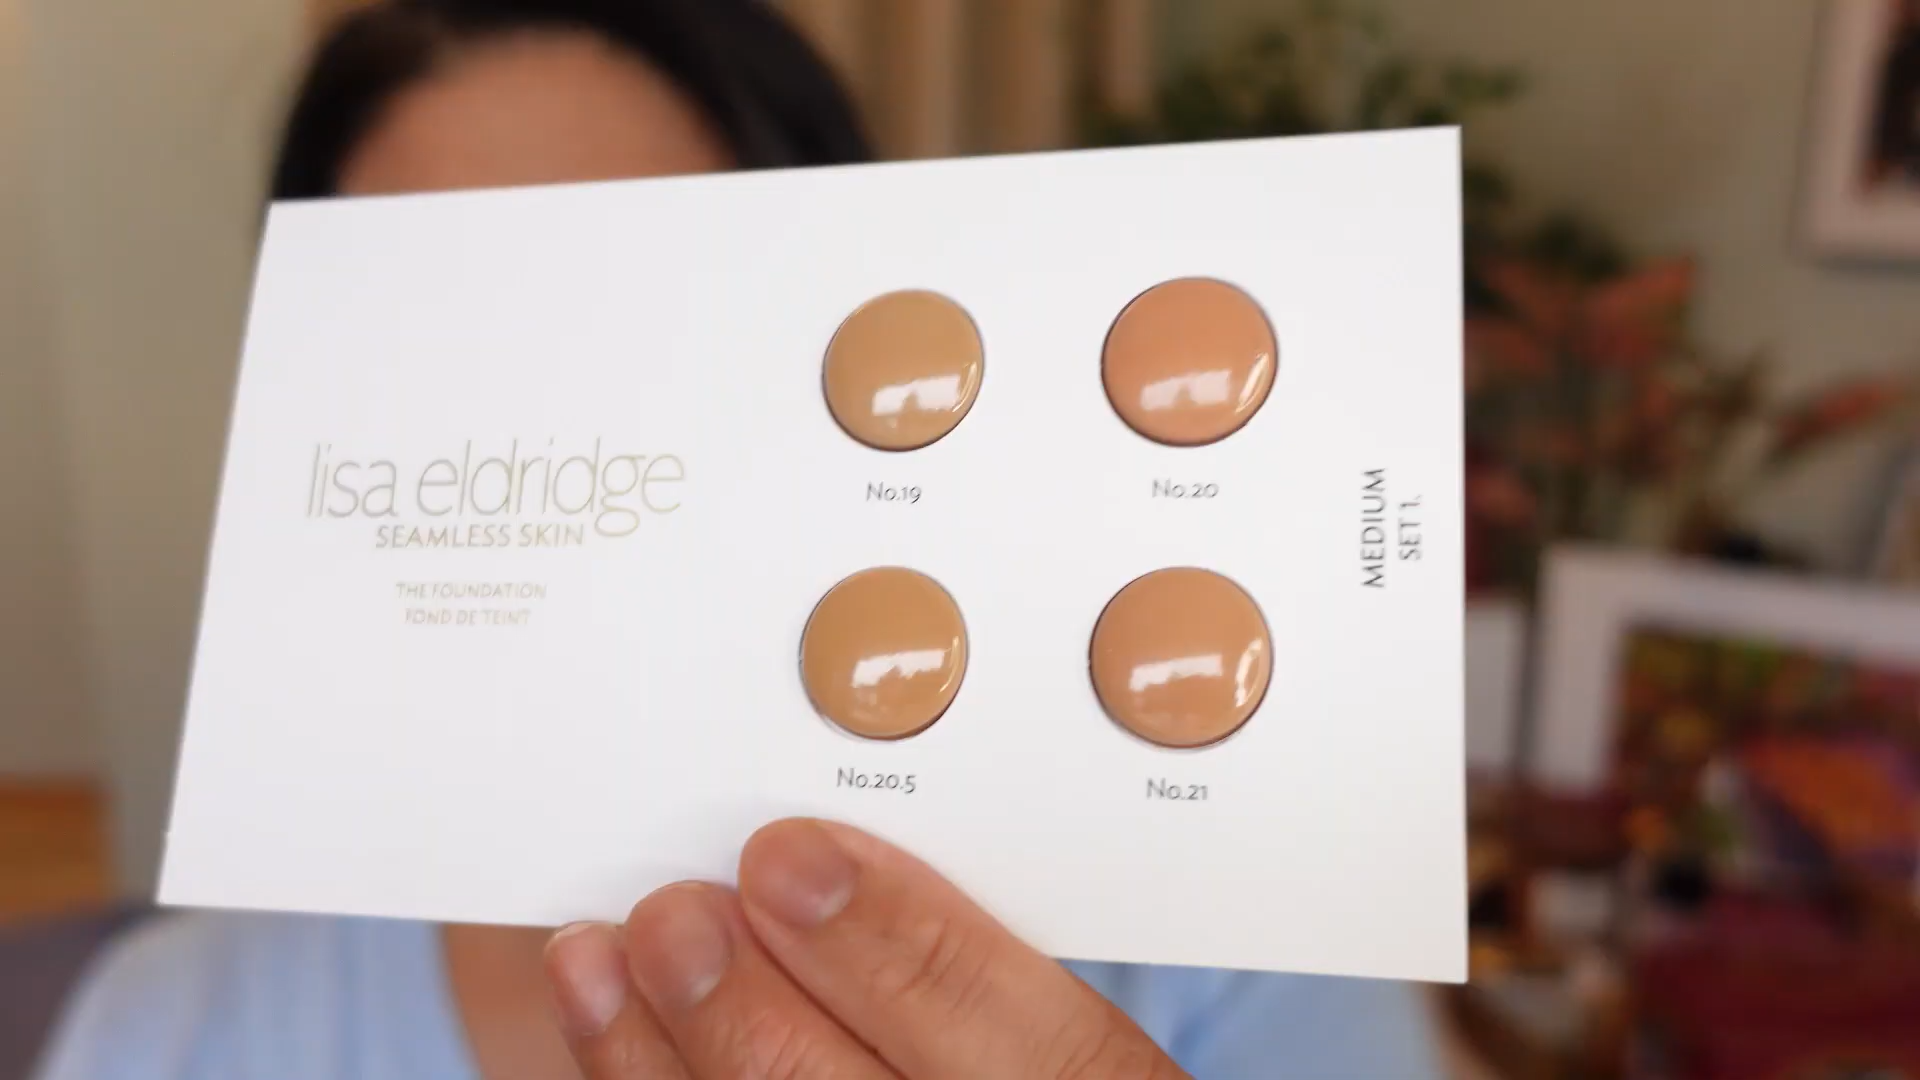 lisa eldridge
SEAMLESS SKIN
THE FOUNDATION
FOND DE TEINT
No.19
No.20
No.20.5
No.21
MEDIUM
SET 1.